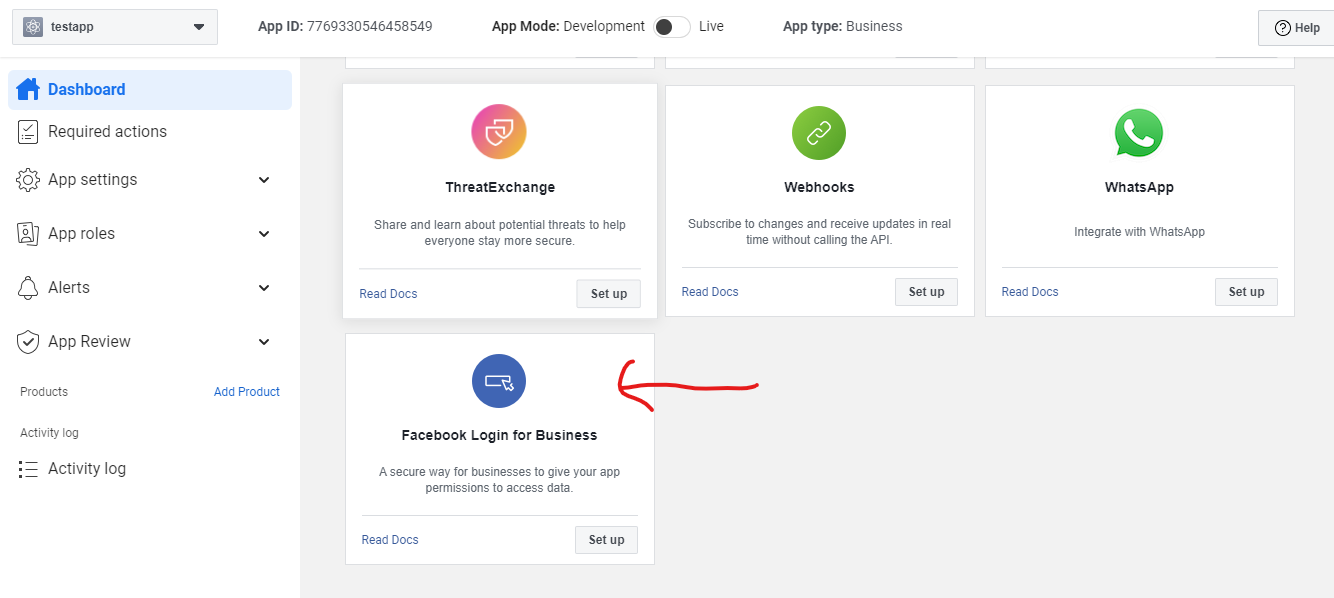 testapp
App ID: 7769330546458549
App Mode: Development Live
App type: Business
Help
Dashboard
Required actions
App settings
App roles
Alerts
App Review
Products Add Product
Activity log
Activity log
ThreatExchange
Share and learn about potential threats to help
everyone stay more secure.
Read Docs Set up
Webhooks
Subscribe to changes and receive updates in real
time without calling the API.
Read Docs Set up
WhatsApp
Integrate with WhatsApp
Read Docs Set up
Facebook Login for Business
A secure way for businesses to give your app
permissions to access data.
Read Docs Set up